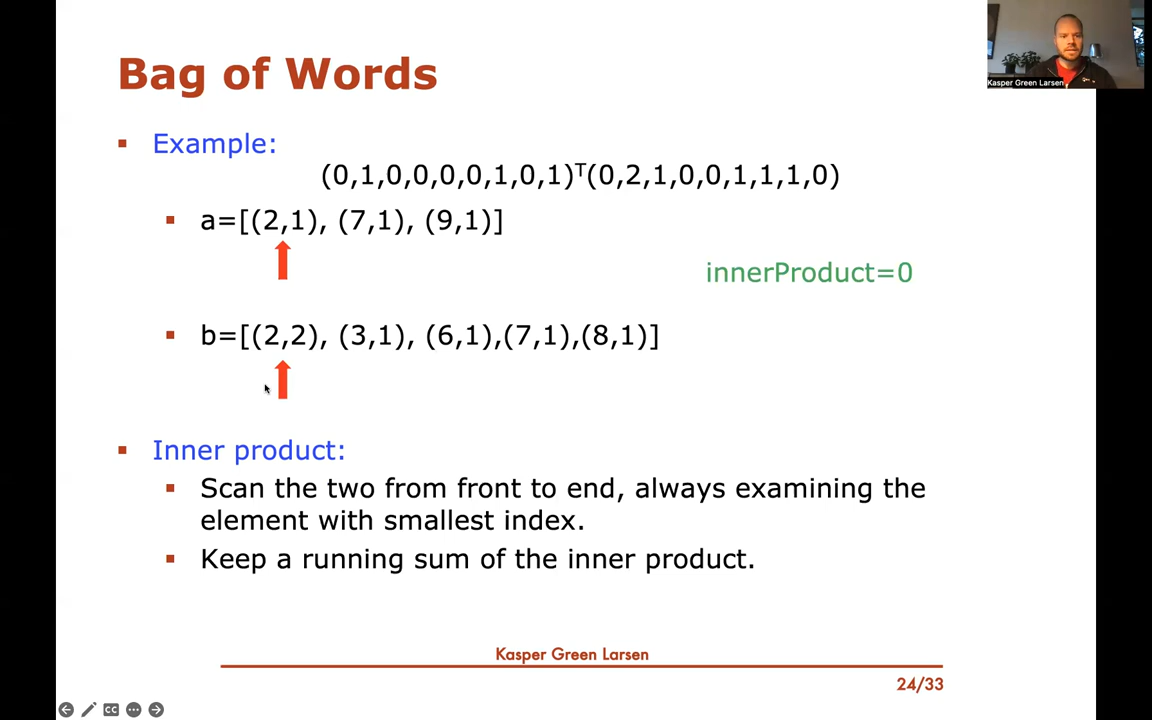 Bag of Words
Kasper Green Larsen
Example:
(0,1,0,0,0,0,1,0,1)ᵀ(0,2,1,0,0,1,1,1,0)
a=[(2,1), (7,1), (9,1)]
innerProduct=0
b=[(2,2), (3,1), (6,1),(7,1),(8,1)]
Inner product:
Scan the two from front to end, always examining the
element with smallest index.
Keep a running sum of the inner product.
Kasper Green Larsen
24/33
CC